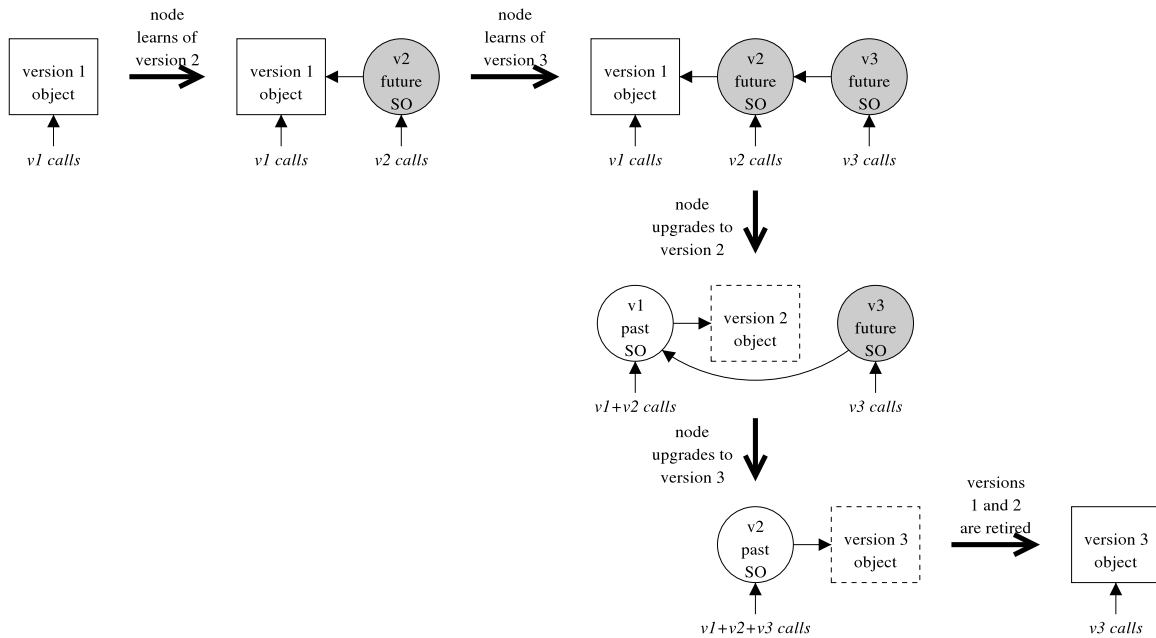 node
learns of
version 2
node
learns of
version 3
version 1
object
v1 calls
version 1
object
v1 calls
v2
future
SO
v2 calls
version 1
object
v1 calls
v2
future
SO
v2 calls
v3
future
SO
v3 calls
node
upgrades to
version 2
v1
past
SO
v1+v2 calls
version 2
object
v3
future
SO
v3 calls
node
upgrades to
version 3
v2
past
SO
v1+v2+v3 calls
version 3
object
versions
1 and 2
are retired
version 3
object
v3 calls